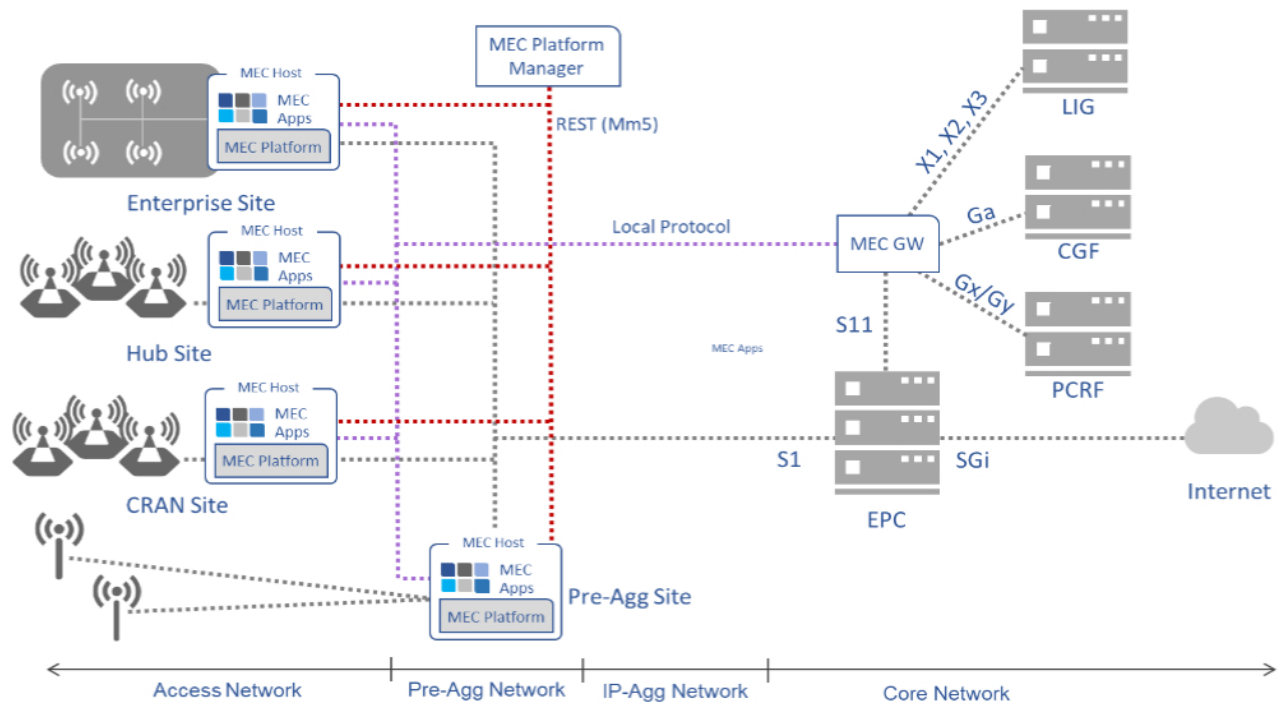 MEC Platform
Manager
MEC Host
MEC
Apps
MEC Platform
Enterprise Site
REST (Mm5)
LIG
X1, X2, X3
MEC Host
MEC
Apps
MEC Platform
Hub Site
Local Protocol
MEC GW
Ga
CGF
Gx/Gy
PCRF
S11
MEC Apps
MEC Host
MEC
Apps
MEC Platform
CRAN Site
S1
EPC
SGi
Internet
MEC Host
MEC
Apps
MEC Platform
Pre-Agg Site
Access Network
Pre-Agg Network
IP-Agg Network
Core Network